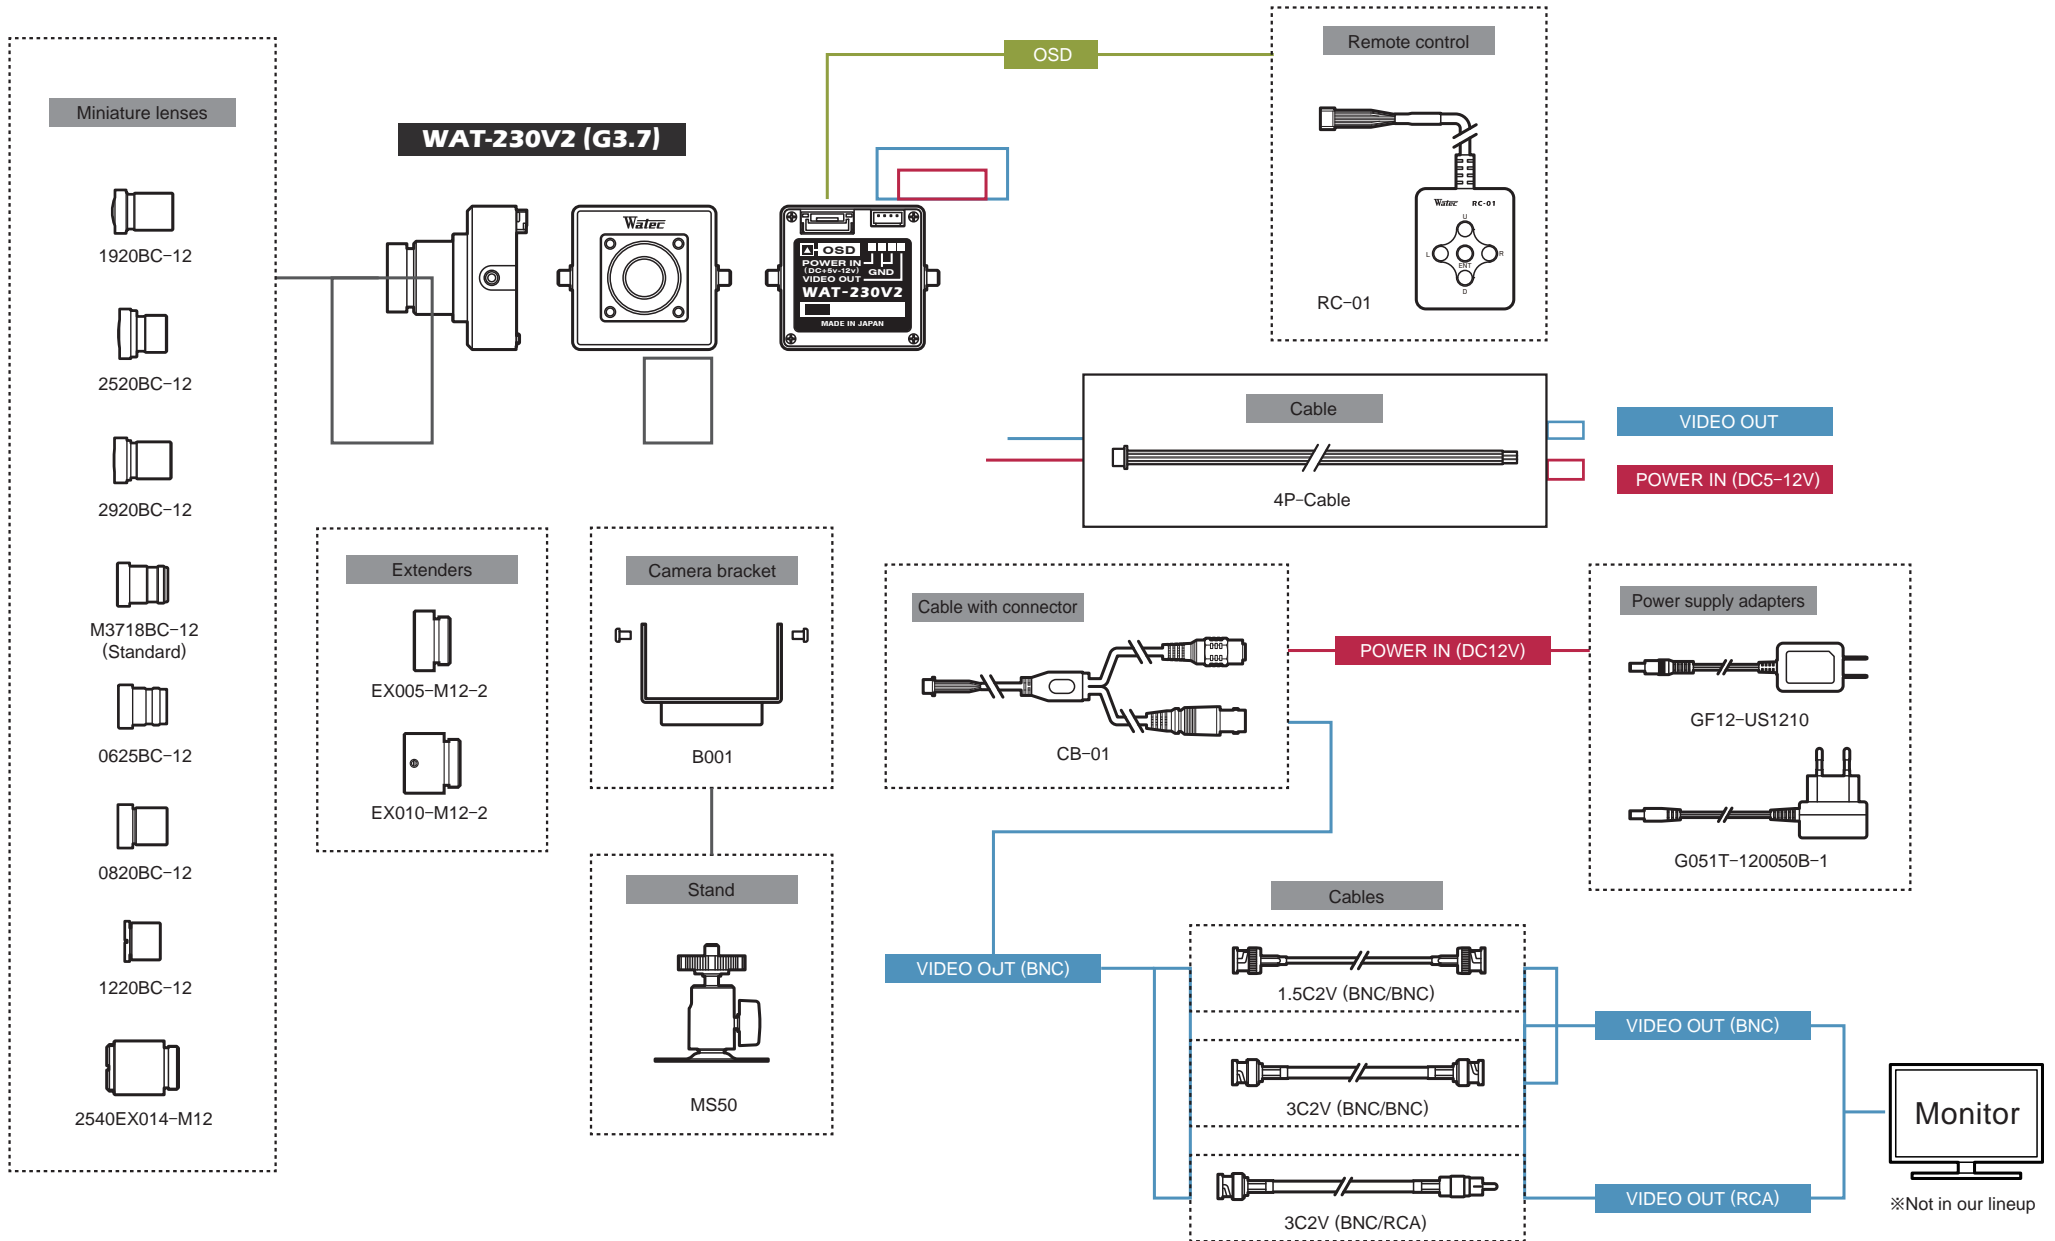 Miniature lenses
1920BC-12
2520BC-12
2920BC-12
M3718BC-12
(Standard)
0625BC-12
0820BC-12
1220BC-12
2540EX014-M12
WAT-230V2 (G3.7)
Watec
OSD
POWER IN
(DC+5v-12v)
GND
VIDEO OUT
WAT-230V2
MADE IN JAPAN
OSD
Remote control
Watec RC-01
U
L
R
ENT
D
RC-01
Cable
4P-Cable
VIDEO OUT
POWER IN (DC5-12V)
Extenders
EX005-M12-2
EX010-M12-2
Camera bracket
B001
Stand
MS50
Cable with connector
CB-01
POWER IN (DC12V)
Power supply adapters
GF12-US1210
G051T-120050B-1
VIDEO OUT (BNC)
Cables
1.5C2V (BNC/BNC)
3C2V (BNC/BNC)
3C2V (BNC/RCA)
VIDEO OUT (BNC)
VIDEO OUT (RCA)
Monitor
※Not in our lineup